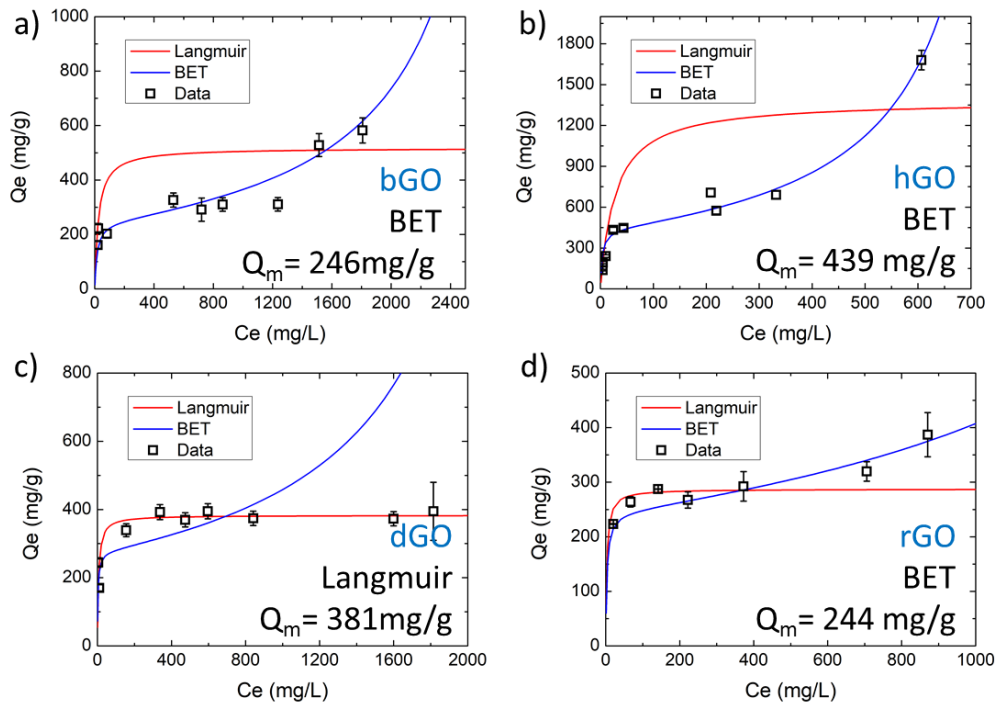 a)
1000
800
600
400
200
0
Qe (mg/g)
Langmuir
BET
Data
bGO
BET
Qm= 246mg/g
0 400 800 1200 1600 2000 2400
Ce (mg/L)
b)
1800
1500
1200
900
600
300
0
Qe (mg/g)
Langmuir
BET
Data
hGO
BET
Qm= 439 mg/g
0 100 200 300 400 500 600 700
Ce (mg/L)
c)
800
600
400
200
0
Qe (mg/g)
Langmuir
BET
Data
dGO
Langmuir
Qm= 381mg/g
0 400 800 1200 1600 2000
Ce (mg/L)
d)
500
400
300
200
100
0
Qe (mg/g)
Langmuir
BET
Data
rGO
BET
Qm= 244 mg/g
0 200 400 600 800 1000
Ce (mg/L)